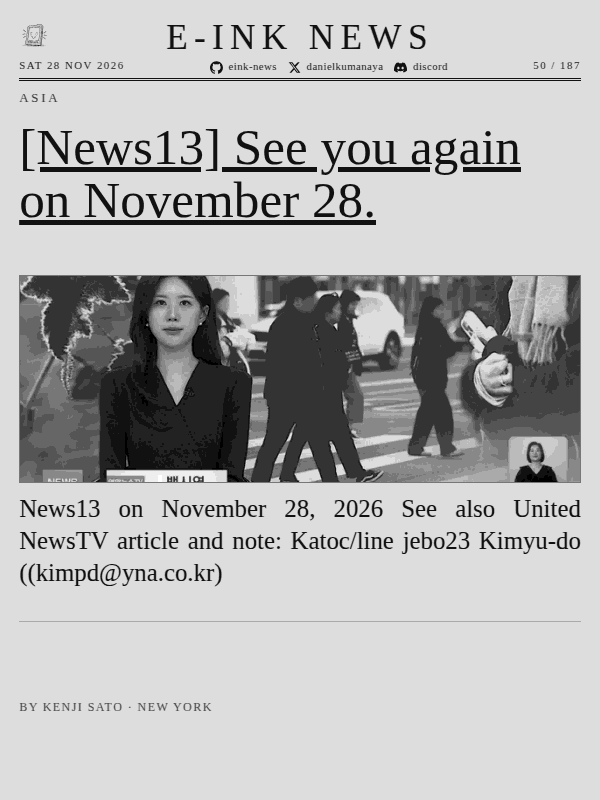 E-INK NEWS
SAT 28 NOV 2026
eink-news danielkumanaya discord
50 / 187
ASIA
[News13] See you again
on November 28.
NEWS
News13 on November 28, 2026 See also United
NewsTV article and note: Katoc/line jebo23 Kimyu-do
((kimpd@yna.co.kr)
BY KENJI SATO · NEW YORK